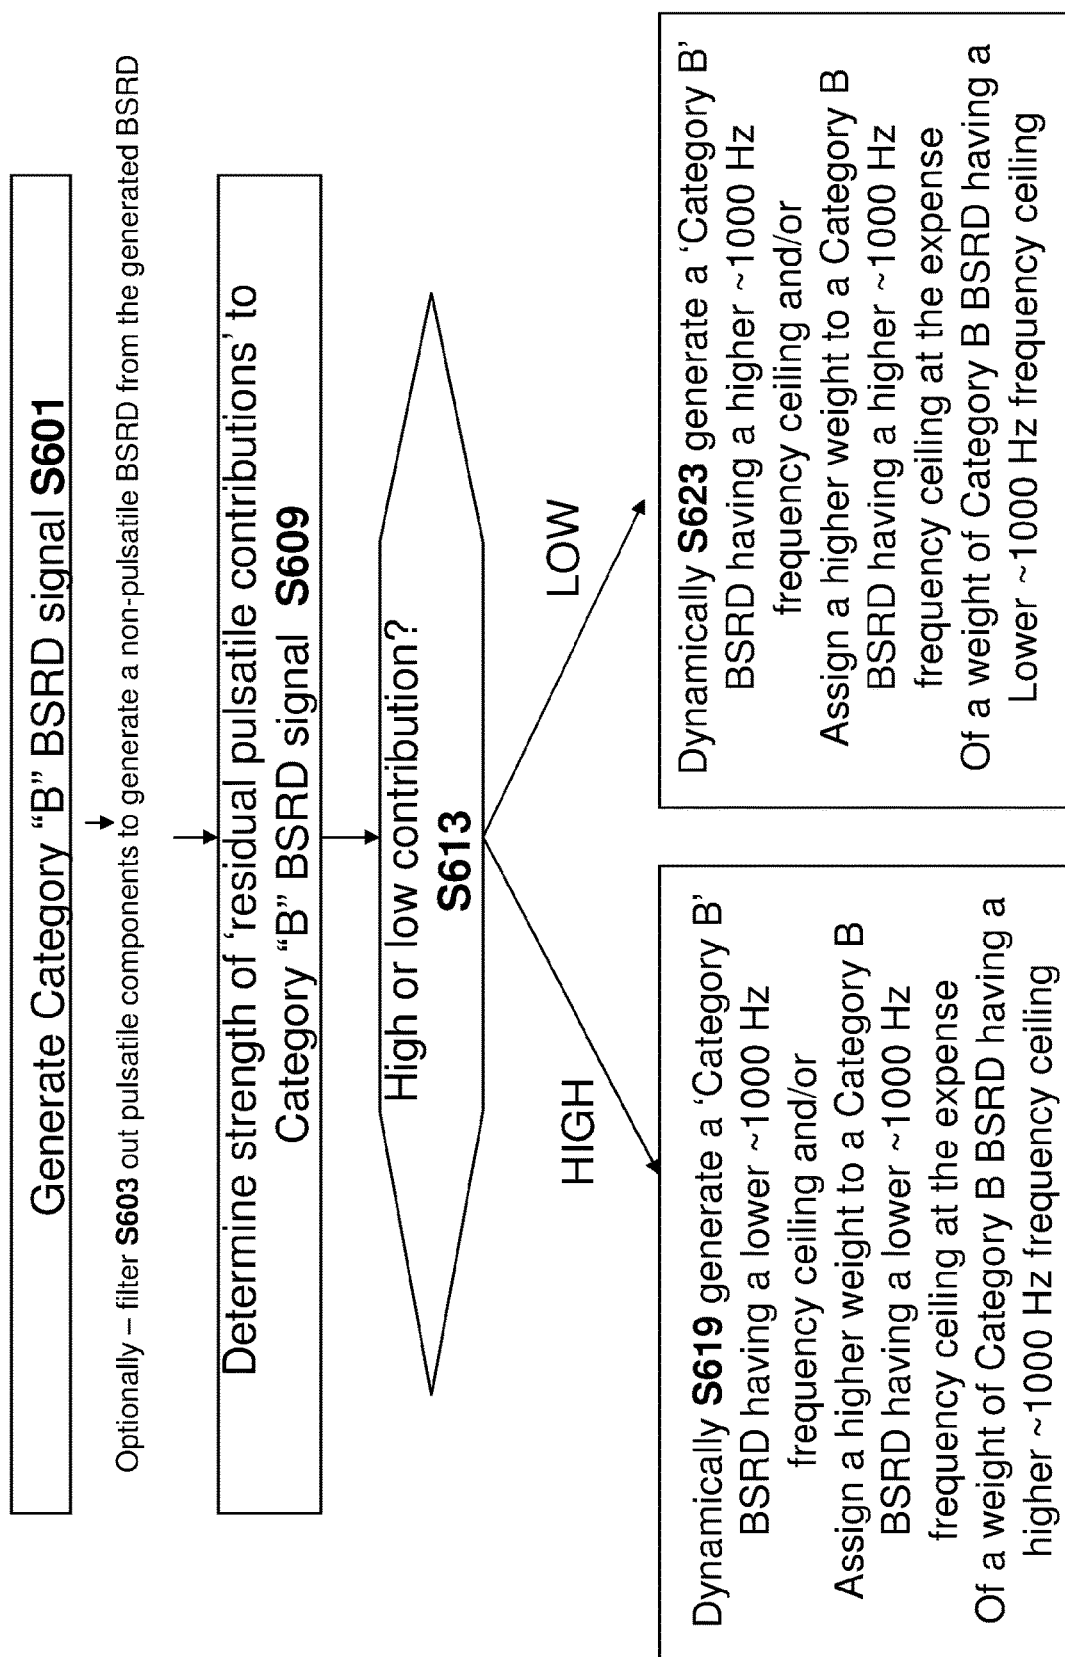 Generate Category “B” BSRD signal S601
Optionally – filter S603 out pulsatile components to generate a non-pulsatile BSRD from the generated BSRD
Determine strength of ‘residual pulsatile contributions’ to
Category “B” BSRD signal S609
High or low contribution?
S613
HIGH
LOW
Dynamically S619 generate a ‘Category B’
BSRD having a lower ~1000 Hz
frequency ceiling and/or
Assign a higher weight to a Category B
BSRD having a lower ~1000 Hz
frequency ceiling at the expense
Of a weight of Category B BSRD having a
higher ~1000 Hz frequency ceiling
Dynamically S623 generate a ‘Category B’
BSRD having a higher ~1000 Hz
frequency ceiling and/or
Assign a higher weight to a Category B
BSRD having a higher ~1000 Hz
frequency ceiling at the expense
Of a weight of Category B BSRD having a
Lower ~1000 Hz frequency ceiling